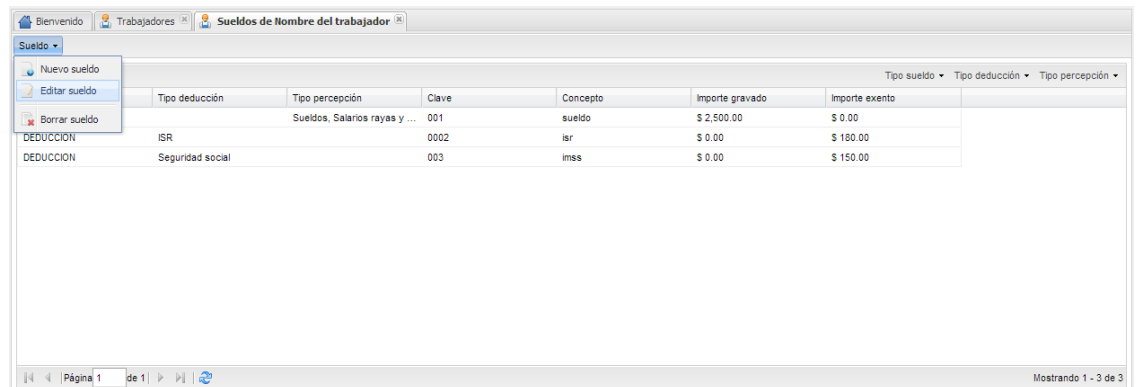 Bienvenido Trabajadores Sueldos de Nombre del trabajador
Sueldo
Nuevo sueldo
Editar sueldo
Borrar sueldo
Tipo sueldo Tipo deducción Tipo percepción
Tipo deducción Tipo percepción Clave Concepto Importe gravado Importe exento
Sueldos, Salarios rayas y ... 001 sueldo $ 2,500.00 $ 0.00
DEDUCCION ISR 0002 isr $ 0.00 $ 180.00
DEDUCCION Seguridad social 003 imss $ 0.00 $ 150.00
Página 1 de 1 Mostrando 1 - 3 de 3